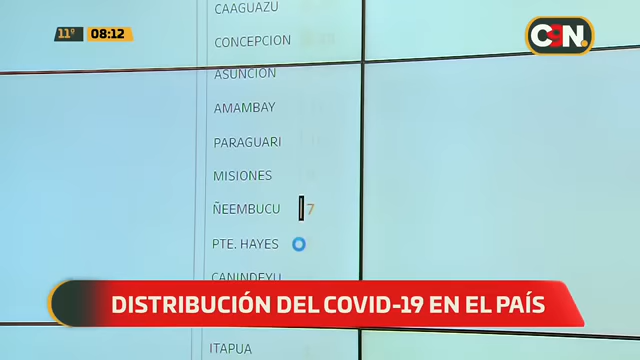 11°
08:12
C9N.
CAAGUAZU
CONCEPCION
ASUNCION
AMAMBAY
PARAGUARI
MISIONES
ÑEEMBUCU 7
PTE. HAYES
CANINDEYU
DISTRIBUCIÓN DEL COVID-19 EN EL PAÍS
ITAPUA